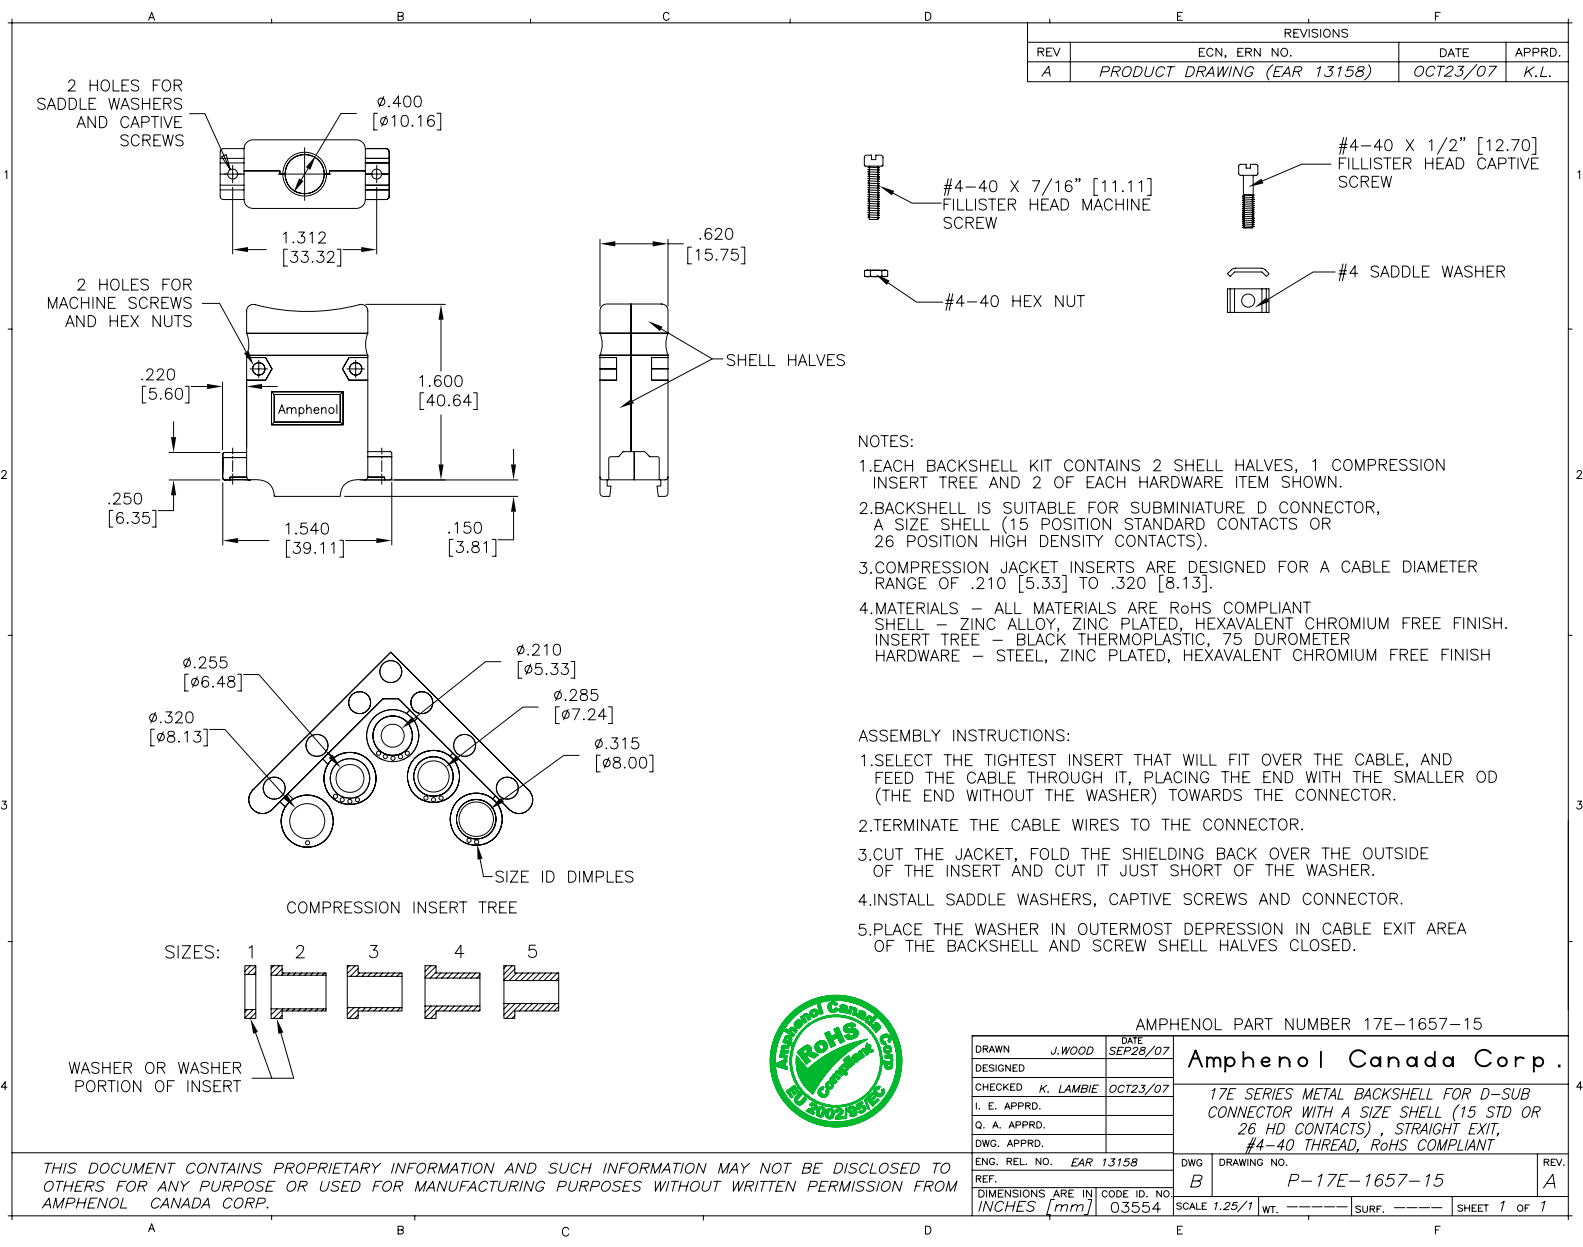 A B C D E F
REVISIONS
REV ECN, ERN NO. DATE APPRD.
A PRODUCT DRAWING (EAR 13158) OCT23/07 K.L.
2 HOLES FOR
SADDLE WASHERS
AND CAPTIVE
SCREWS
ø.400
[ø10.16]
1.312
[33.32]
1 1
#4-40 X 7/16" [11.11]
FILLISTER HEAD MACHINE
SCREW
#4-40 X 1/2" [12.70]
FILLISTER HEAD CAPTIVE
SCREW
#4-40 HEX NUT
#4 SADDLE WASHER
2 HOLES FOR
MACHINE SCREWS
AND HEX NUTS
.620
[15.75]
SHELL HALVES
.220
[5.60]
1.600
[40.64]
Amphenol
.250
[6.35]
1.540
[39.11]
.150
[3.81]
2 2
NOTES:
1.EACH BACKSHELL KIT CONTAINS 2 SHELL HALVES, 1 COMPRESSION
INSERT TREE AND 2 OF EACH HARDWARE ITEM SHOWN.
2.BACKSHELL IS SUITABLE FOR SUBMINIATURE D CONNECTOR,
A SIZE SHELL (15 POSITION STANDARD CONTACTS OR
26 POSITION HIGH DENSITY CONTACTS).
3.COMPRESSION JACKET INSERTS ARE DESIGNED FOR A CABLE DIAMETER
RANGE OF .210 [5.33] TO .320 [8.13].
4.MATERIALS - ALL MATERIALS ARE RoHS COMPLIANT
SHELL - ZINC ALLOY, ZINC PLATED, HEXAVALENT CHROMIUM FREE FINISH.
INSERT TREE - BLACK THERMOPLASTIC, 75 DUROMETER
HARDWARE - STEEL, ZINC PLATED, HEXAVALENT CHROMIUM FREE FINISH
ø.255
[ø6.48]
ø.320
[ø8.13]
ø.210
[ø5.33]
ø.285
[ø7.24]
ø.315
[ø8.00]
SIZE ID DIMPLES
COMPRESSION INSERT TREE
3 3
ASSEMBLY INSTRUCTIONS:
1.SELECT THE TIGHTEST INSERT THAT WILL FIT OVER THE CABLE, AND
FEED THE CABLE THROUGH IT, PLACING THE END WITH THE SMALLER OD
(THE END WITHOUT THE WASHER) TOWARDS THE CONNECTOR.
2.TERMINATE THE CABLE WIRES TO THE CONNECTOR.
3.CUT THE JACKET, FOLD THE SHIELDING BACK OVER THE OUTSIDE
OF THE INSERT AND CUT IT JUST SHORT OF THE WASHER.
4.INSTALL SADDLE WASHERS, CAPTIVE SCREWS AND CONNECTOR.
5.PLACE THE WASHER IN OUTERMOST DEPRESSION IN CABLE EXIT AREA
OF THE BACKSHELL AND SCREW SHELL HALVES CLOSED.
SIZES: 1 2 3 4 5
WASHER OR WASHER
PORTION OF INSERT
4 4
Amphenol Canada Corp
RoHS
Compliant
EU 2002/95/EC
AMPHENOL PART NUMBER 17E-1657-15
DRAWN J.WOOD DATE SEP28/07
DESIGNED
CHECKED K. LAMBIE OCT23/07
I. E. APPRD.
Q. A. APPRD.
DWG. APPRD.
ENG. REL. NO. EAR 13158
REF.
DIMENSIONS ARE IN
INCHES [mm]
CODE ID. NO.
03554
Amphenol Canada Corp.
17E SERIES METAL BACKSHELL FOR D-SUB
CONNECTOR WITH A SIZE SHELL (15 STD OR
26 HD CONTACTS) , STRAIGHT EXIT,
#4-40 THREAD, RoHS COMPLIANT
DWG DRAWING NO. REV.
B P-17E-1657-15 A
SCALE 1.25/1 WT. ----- SURF. ---- SHEET 1 OF 1
THIS DOCUMENT CONTAINS PROPRIETARY INFORMATION AND SUCH INFORMATION MAY NOT BE DISCLOSED TO
OTHERS FOR ANY PURPOSE OR USED FOR MANUFACTURING PURPOSES WITHOUT WRITTEN PERMISSION FROM
AMPHENOL CANADA CORP.
A B C D E F